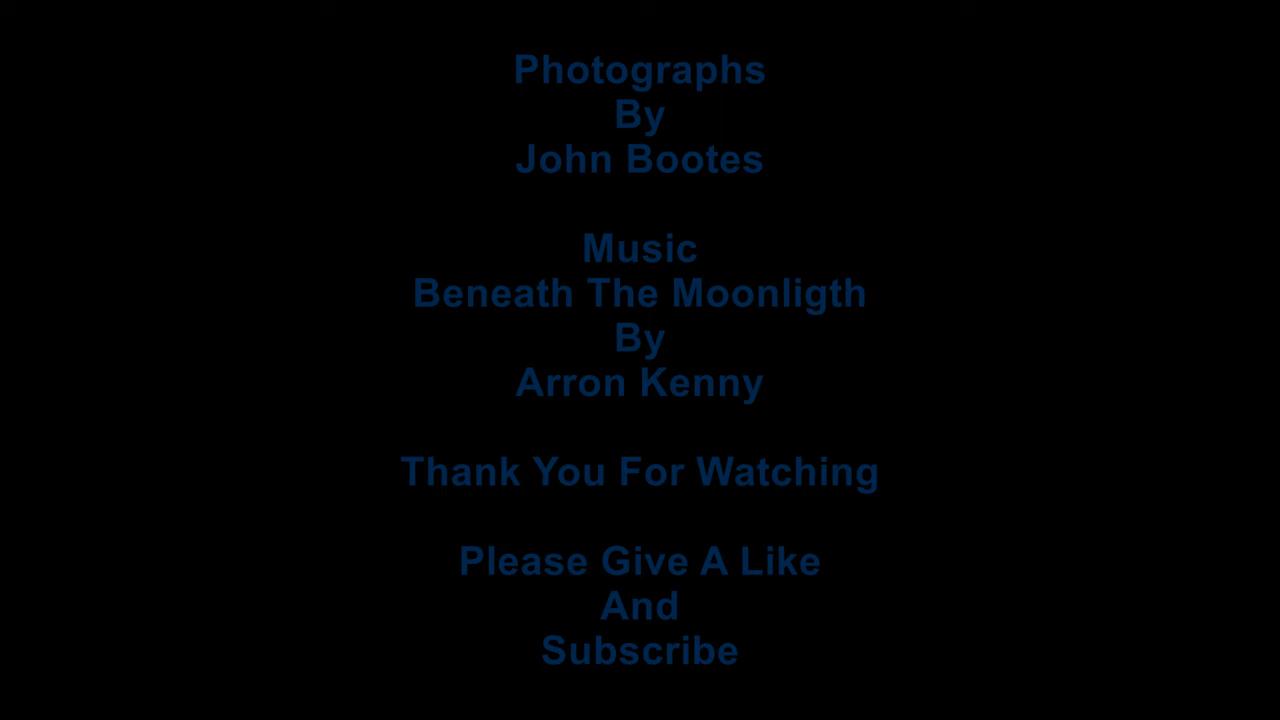 Photographs
By
John Bootes
Music
Beneath The Moonligth
By
Arron Kenny
Thank You For Watching
Please Give A Like
And
Subscribe